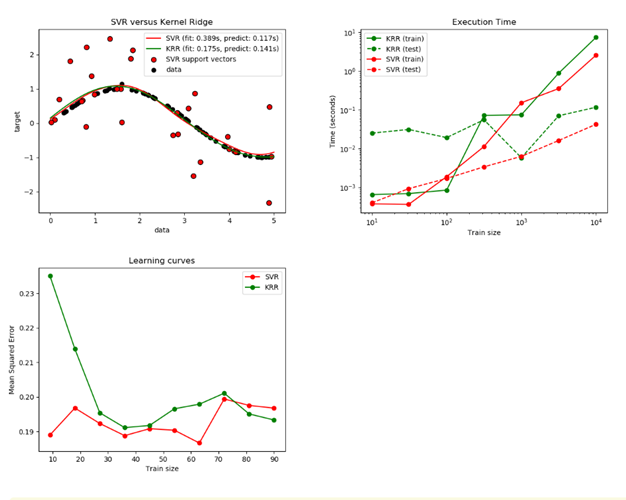 SVR versus Kernel Ridge
SVR (fit: 0.389s, predict: 0.117s)
KRR (fit: 0.175s, predict: 0.141s)
SVR support vectors
data
target
2
1
0
−1
−2
0
1
2
3
4
5
data
Execution Time
KRR (train)
KRR (test)
SVR (train)
SVR (test)
Time (seconds)
10¹
10⁰
10⁻¹
10⁻²
10⁻³
10¹
10²
10³
10⁴
Train size
Learning curves
SVR
KRR
Mean Squared Error
0.23
0.22
0.21
0.20
0.19
10
20
30
40
50
60
70
80
90
Train size